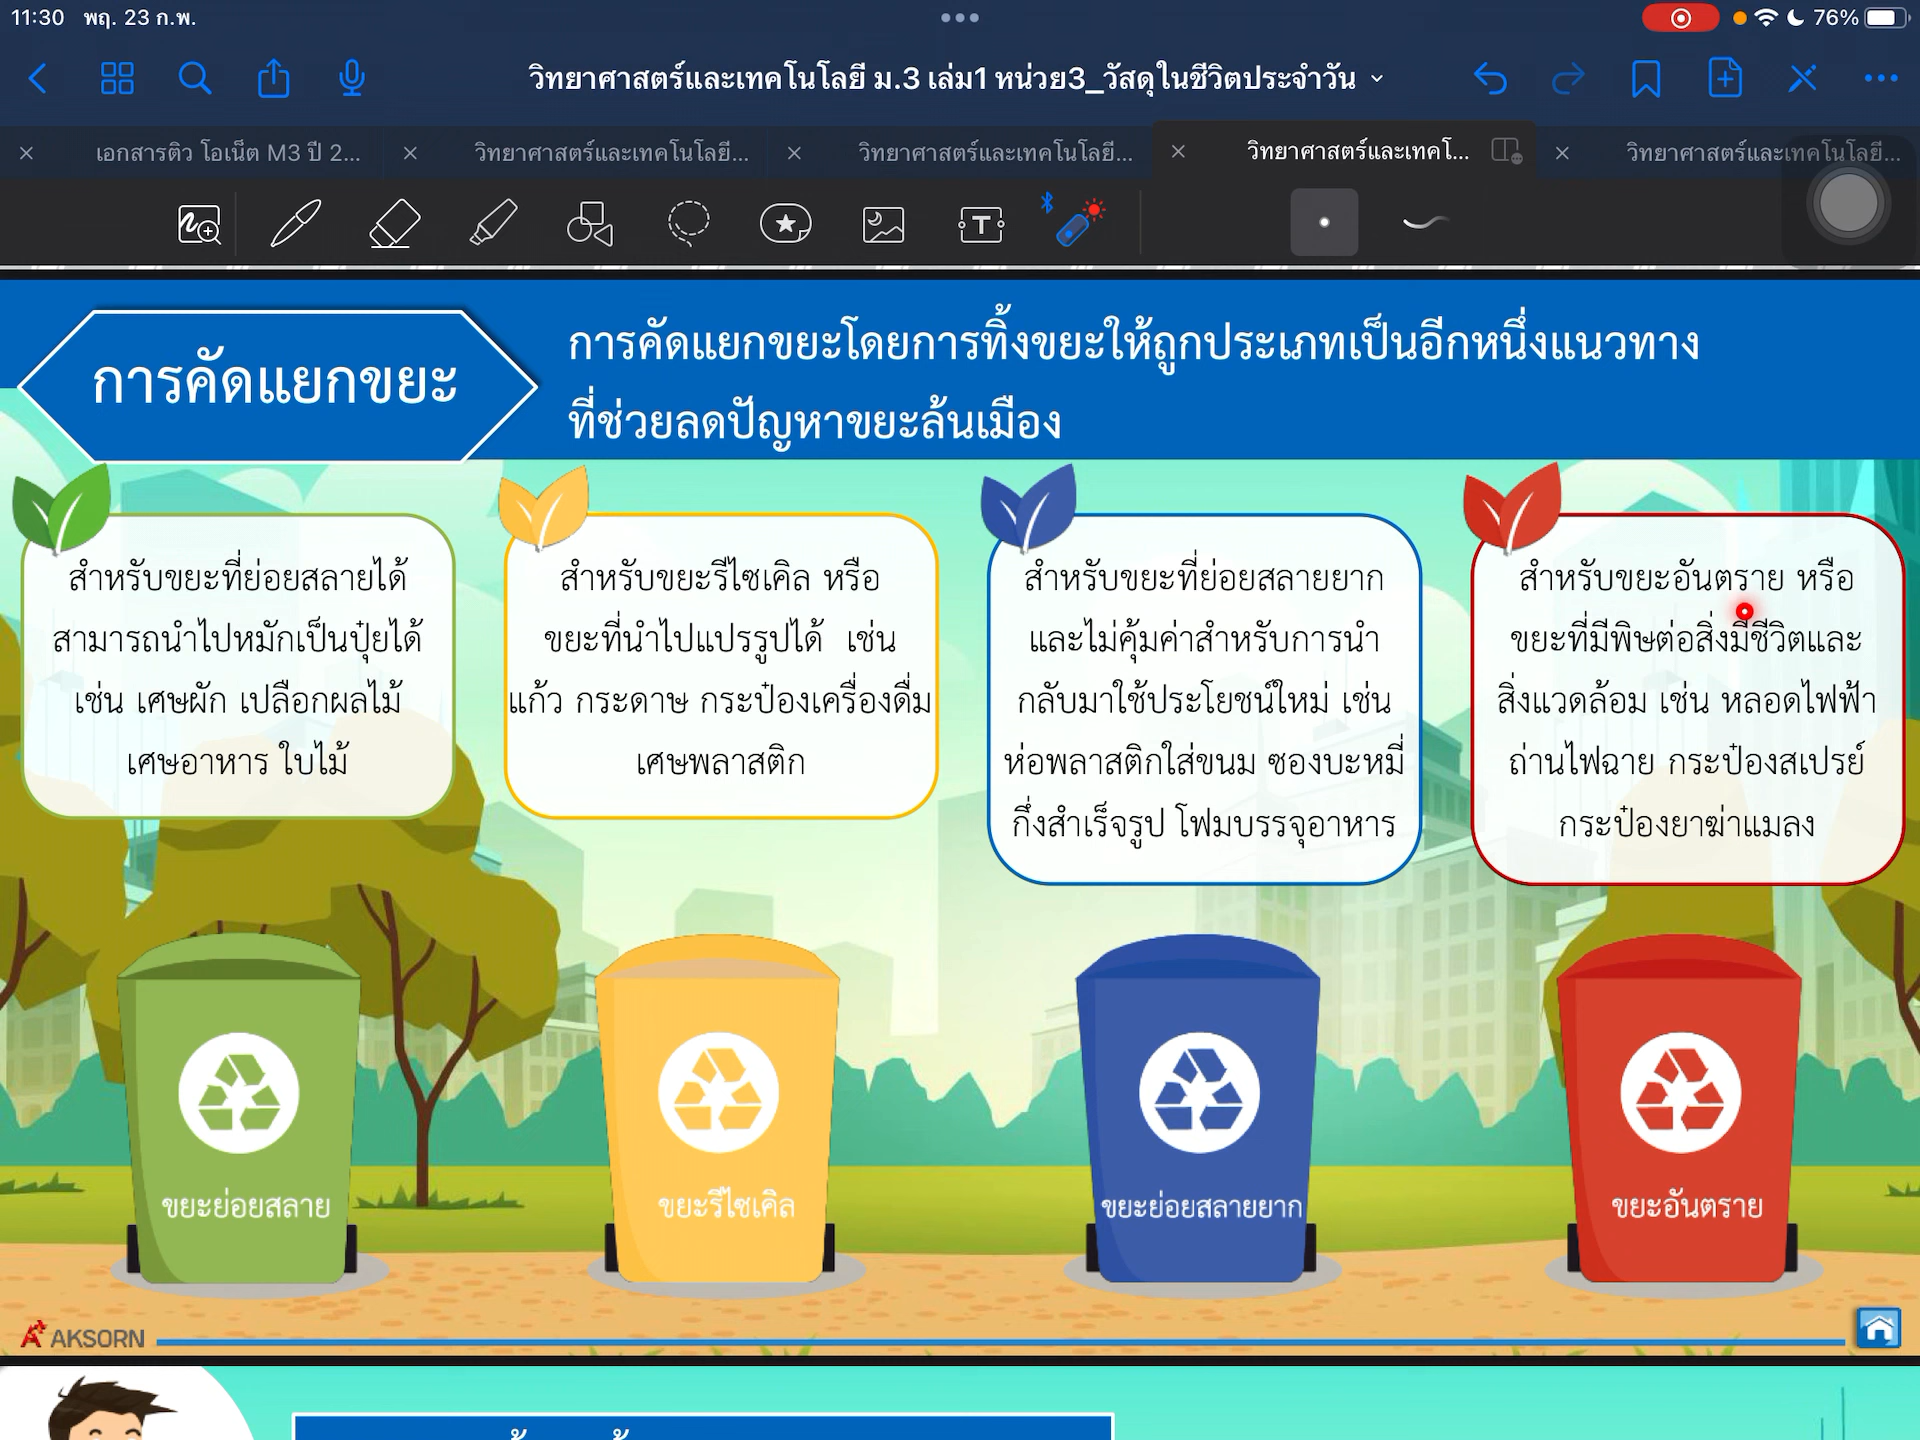 11:30 พฤ. 23 ก.พ.
76%
วิทยาศาสตร์และเทคโนโลยี ม.3 เล่ม1 หน่วย3_วัสดุในชีวิตประจำวัน
เอกสารติว โอเน็ต M3 ปี 2...
วิทยาศาสตร์และเทคโนโลยี...
วิทยาศาสตร์และเทคโนโลยี...
วิทยาศาสตร์และเทคโ...
วิทยาศาสตร์และเทคโนโลยี...
T
การคัดแยกขยะ
การคัดแยกขยะโดยการทิ้งขยะให้ถูกประเภทเป็นอีกหนึ่งแนวทาง
ที่ช่วยลดปัญหาขยะล้นเมือง
สำหรับขยะที่ย่อยสลายได้
สามารถนำไปหมักเป็นปุ๋ยได้
เช่น เศษผัก เปลือกผลไม้
เศษอาหาร ใบไม้
สำหรับขยะรีไซเคิล หรือ
ขยะที่นำไปแปรรูปได้ เช่น
แก้ว กระดาษ กระป๋องเครื่องดื่ม
เศษพลาสติก
สำหรับขยะที่ย่อยสลายยาก
และไม่คุ้มค่าสำหรับการนำ
กลับมาใช้ประโยชน์ใหม่ เช่น
ห่อพลาสติกใส่ขนม ซองบะหมี่
กึ่งสำเร็จรูป โฟมบรรจุอาหาร
สำหรับขยะอันตราย หรือ
ขยะที่มีพิษต่อสิ่งมีชีวิตและ
สิ่งแวดล้อม เช่น หลอดไฟฟ้า
ถ่านไฟฉาย กระป๋องสเปรย์
กระป๋องยาฆ่าแมลง
ขยะย่อยสลาย
ขยะรีไซเคิล
ขยะย่อยสลายยาก
ขยะอันตราย
AKSORN